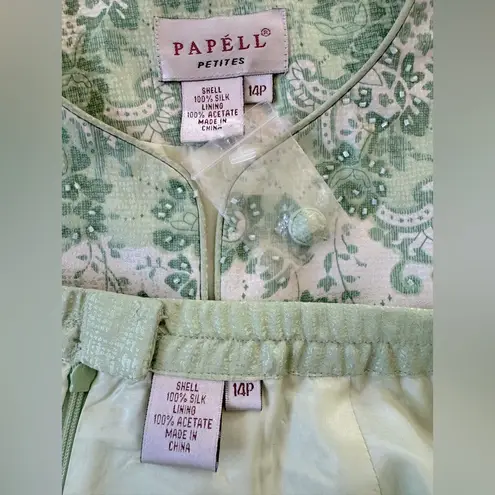 PAPÉLL®
PETITES
SHELL
100% SILK
LINING
100% ACETATE
MADE IN
CHINA
14P
SHELL
100% SILK
LINING
100% ACETATE
MADE IN
CHINA
14P